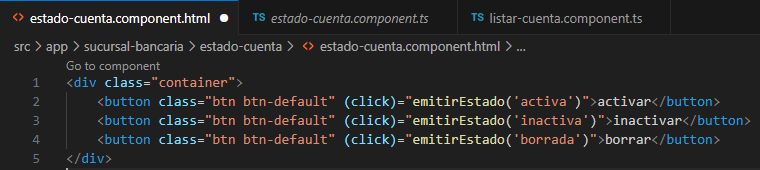 estado-cuenta.component.html ● TS estado-cuenta.component.ts TS listar-cuenta.component.ts
src > app > sucursal-bancaria > estado-cuenta > <> estado-cuenta.component.html > ...
Go to component
1 <div class="container">
2 <button class="btn btn-default" (click)="emitirEstado('activa')">activar</button>
3 <button class="btn btn-default" (click)="emitirEstado('inactiva')">inactivar</button>
4 <button class="btn btn-default" (click)="emitirEstado('borrada')">borrar</button>
5 </div>